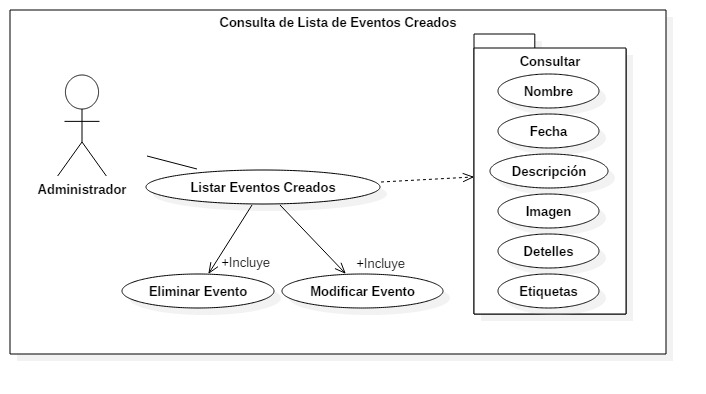 Consulta de Lista de Eventos Creados
Consultar
Nombre
Fecha
Descripción
Administrador
Listar Eventos Creados
Imagen
Detelles
+Incluye
+Incluye
Eliminar Evento
Modificar Evento
Etiquetas